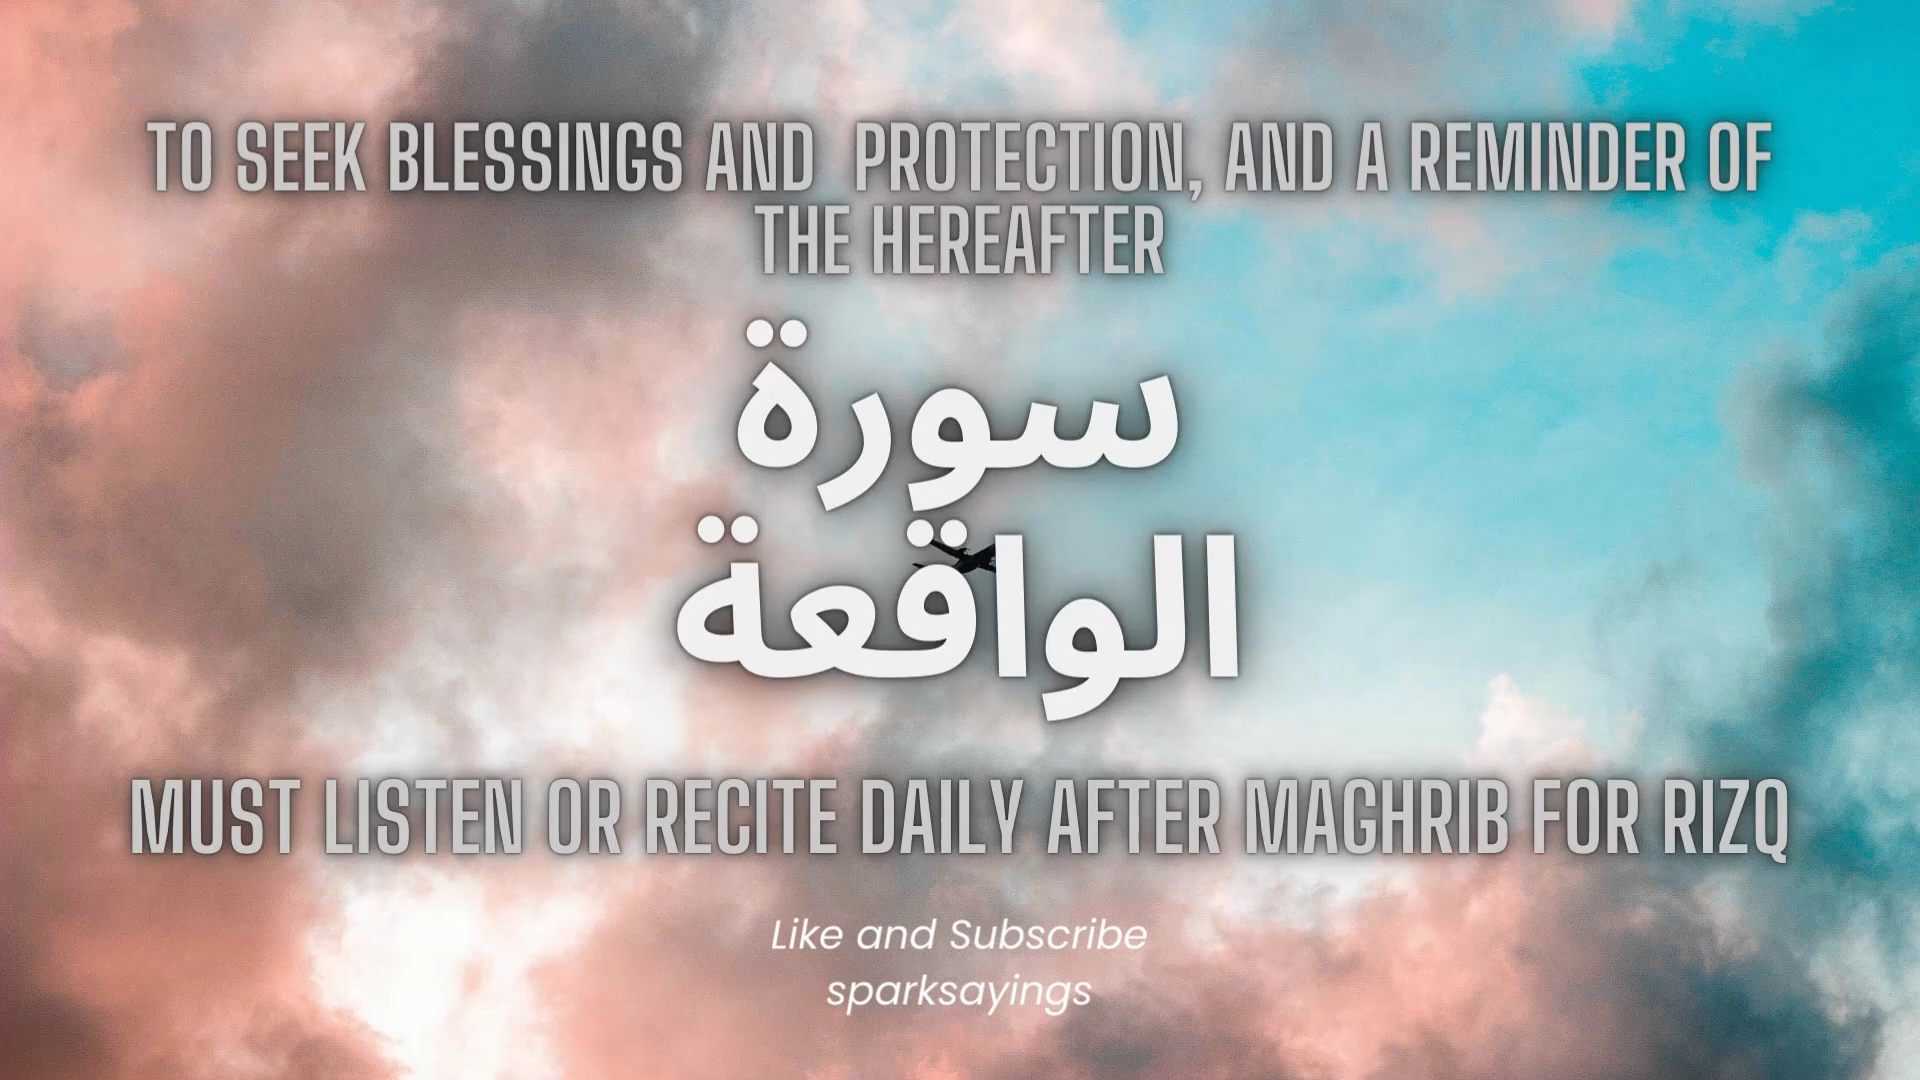 TO SEEK BLESSINGS AND PROTECTION, AND A REMINDER OF
THE HEREAFTER
سورة
الواقعة
MUST LISTEN OR RECITE DAILY AFTER MAGHRIB FOR RIZQ
Like and Subscribe
sparksayings